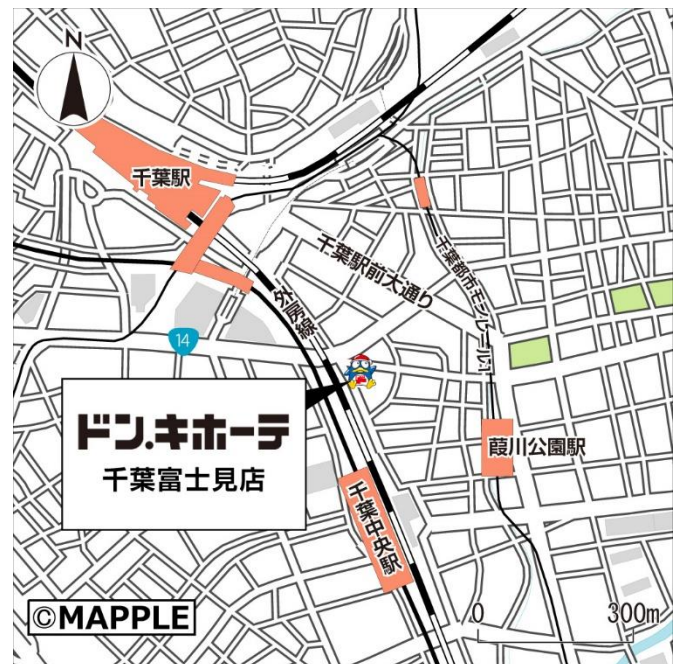 N
千葉駅
千葉駅前大通り
千葉都市モノレール1
外房線
14
ドン.キホーテ
千葉富士見店
葭川公園駅
千葉中央駅
©MAPPLE
0 300m